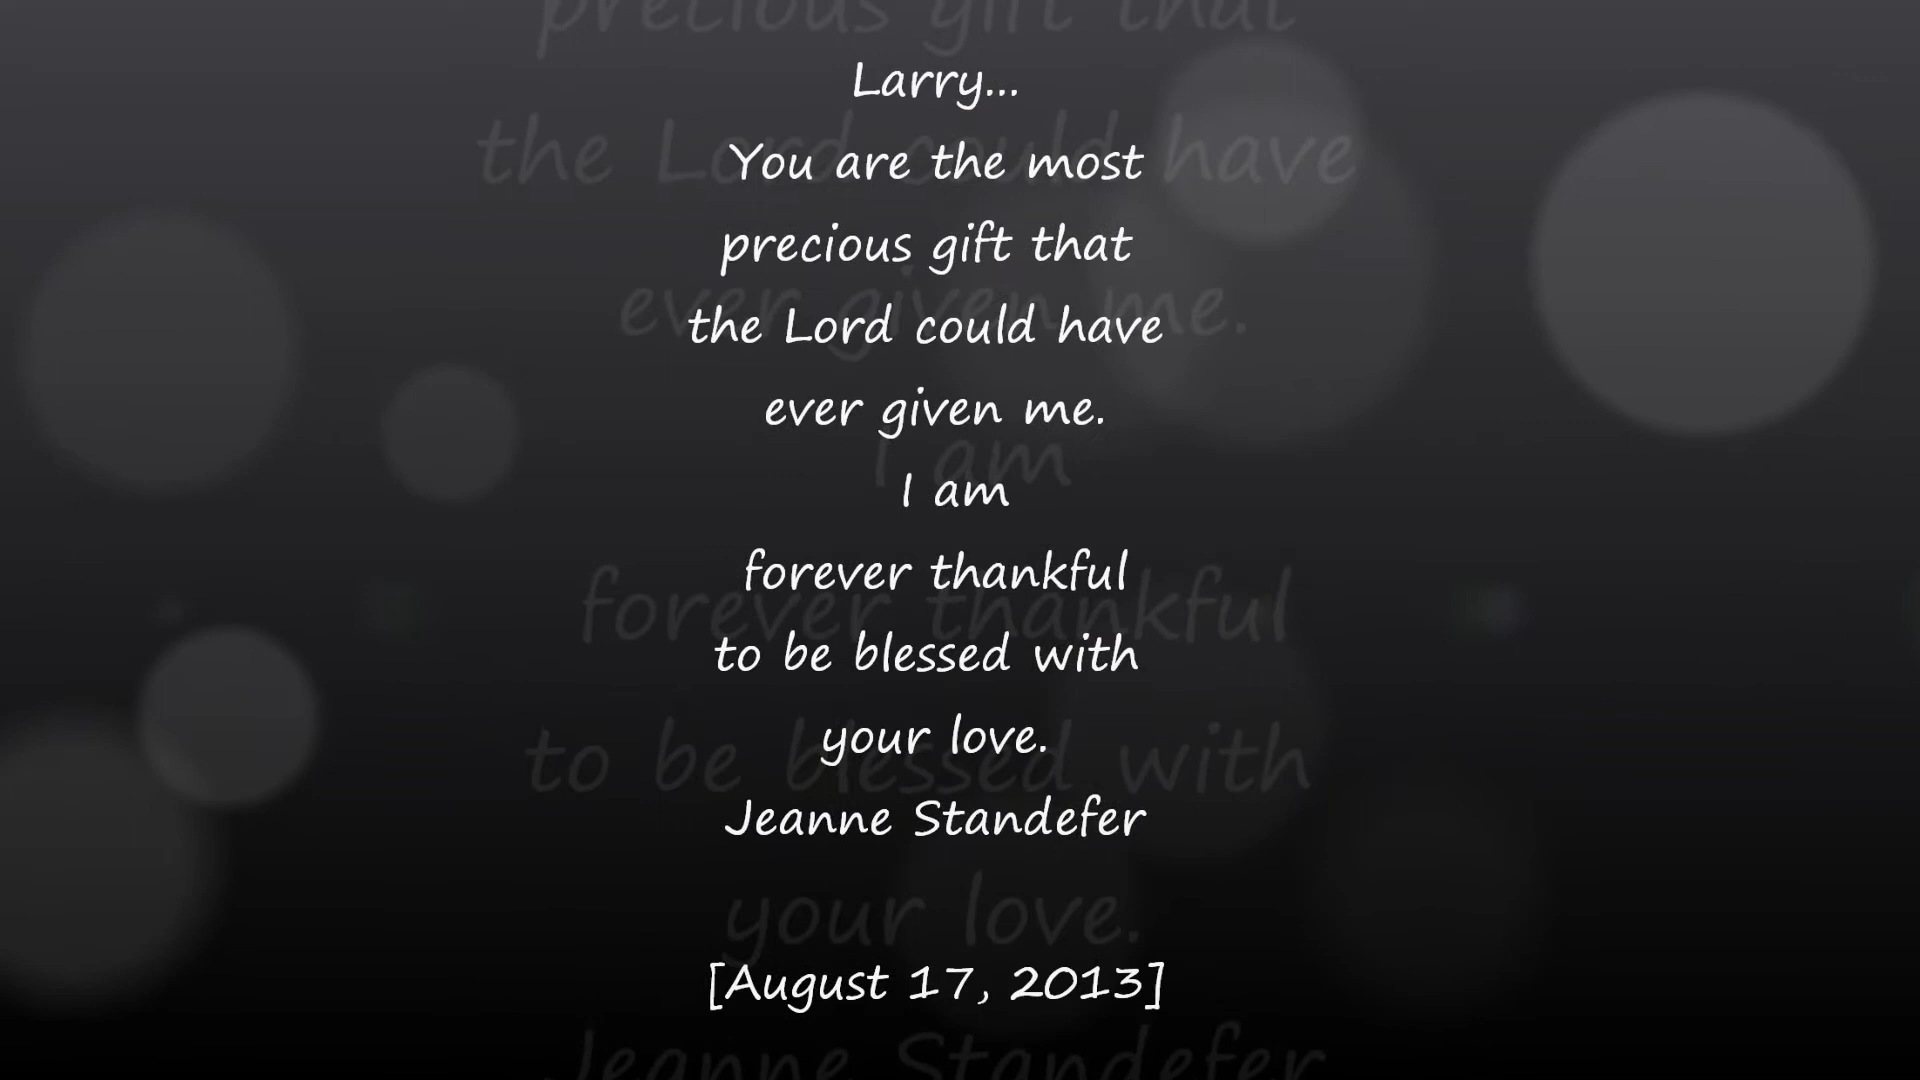 Larry...
You are the most
precious gift that
the Lord could have
ever given me.
I am
forever thankful
to be blessed with
your love.
Jeanne Standefer
[August 17, 2013]